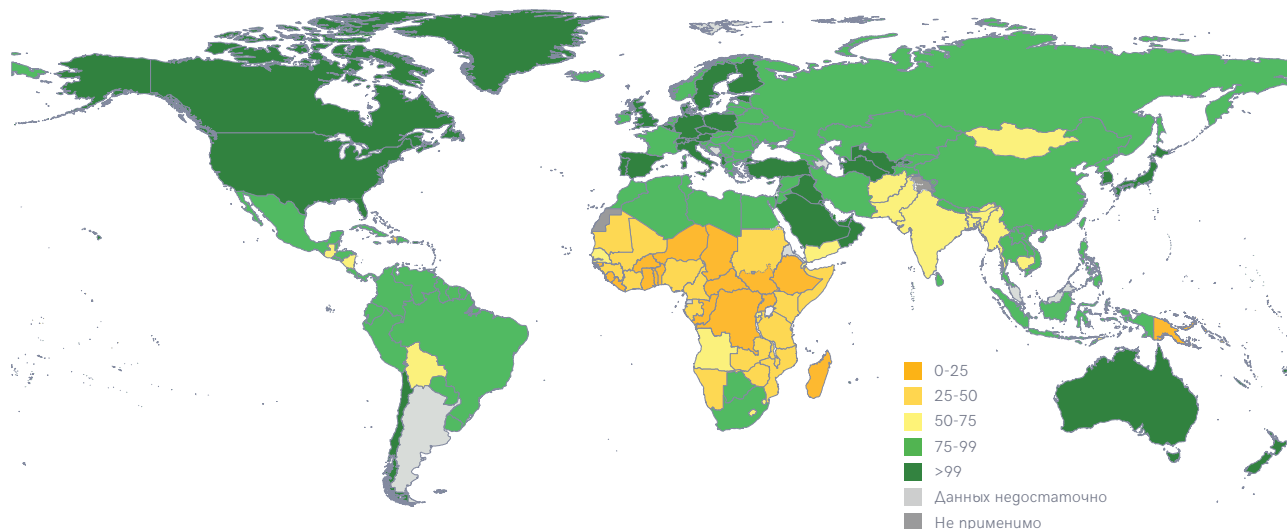 0-25
25-50
50-75
75-99
>99
Данных недостаточно
Не применимо